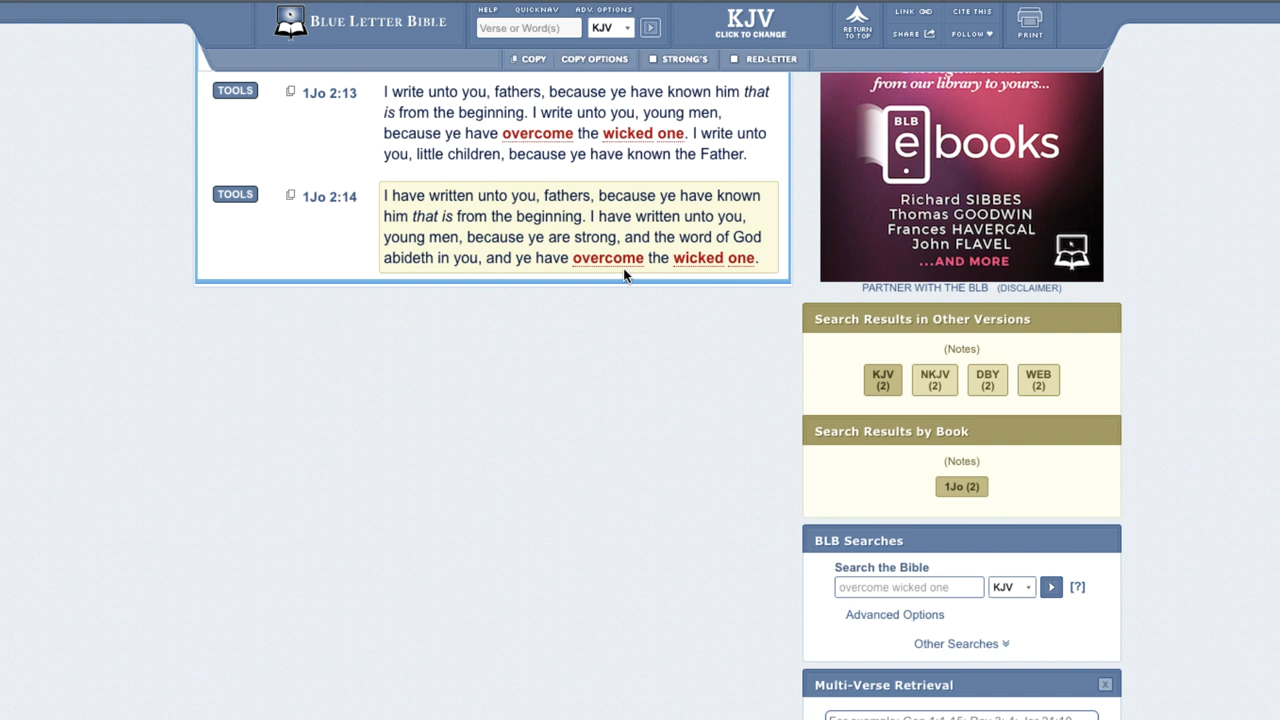 BLUE LETTER BIBLE
HELP QUICKNAV ADV. OPTIONS
Verse or Word(s) KJV
KJV
CLICK TO CHANGE
RETURN
TO TOP
LINK CITE THIS
SHARE FOLLOW
PRINT
COPY COPY OPTIONS STRONG'S RED-LETTER
TOOLS 1Jo 2:13
I write unto you, fathers, because ye have known him that
is from the beginning. I write unto you, young men,
because ye have overcome the wicked one. I write unto
you, little children, because ye have known the Father.
TOOLS 1Jo 2:14
I have written unto you, fathers, because ye have known
him that is from the beginning. I have written unto you,
young men, because ye are strong, and the word of God
abideth in you, and ye have overcome the wicked one.
from our library to yours...
BLB
ebooks
Richard SIBBES
Thomas GOODWIN
Frances HAVERGAL
John FLAVEL
...AND MORE
PARTNER WITH THE BLB (DISCLAIMER)
Search Results in Other Versions
(Notes)
KJV NKJV DBY WEB
(2) (2) (2) (2)
Search Results by Book
(Notes)
1Jo (2)
BLB Searches
Search the Bible
overcome wicked one KJV [?]
Advanced Options
Other Searches
Multi-Verse Retrieval X